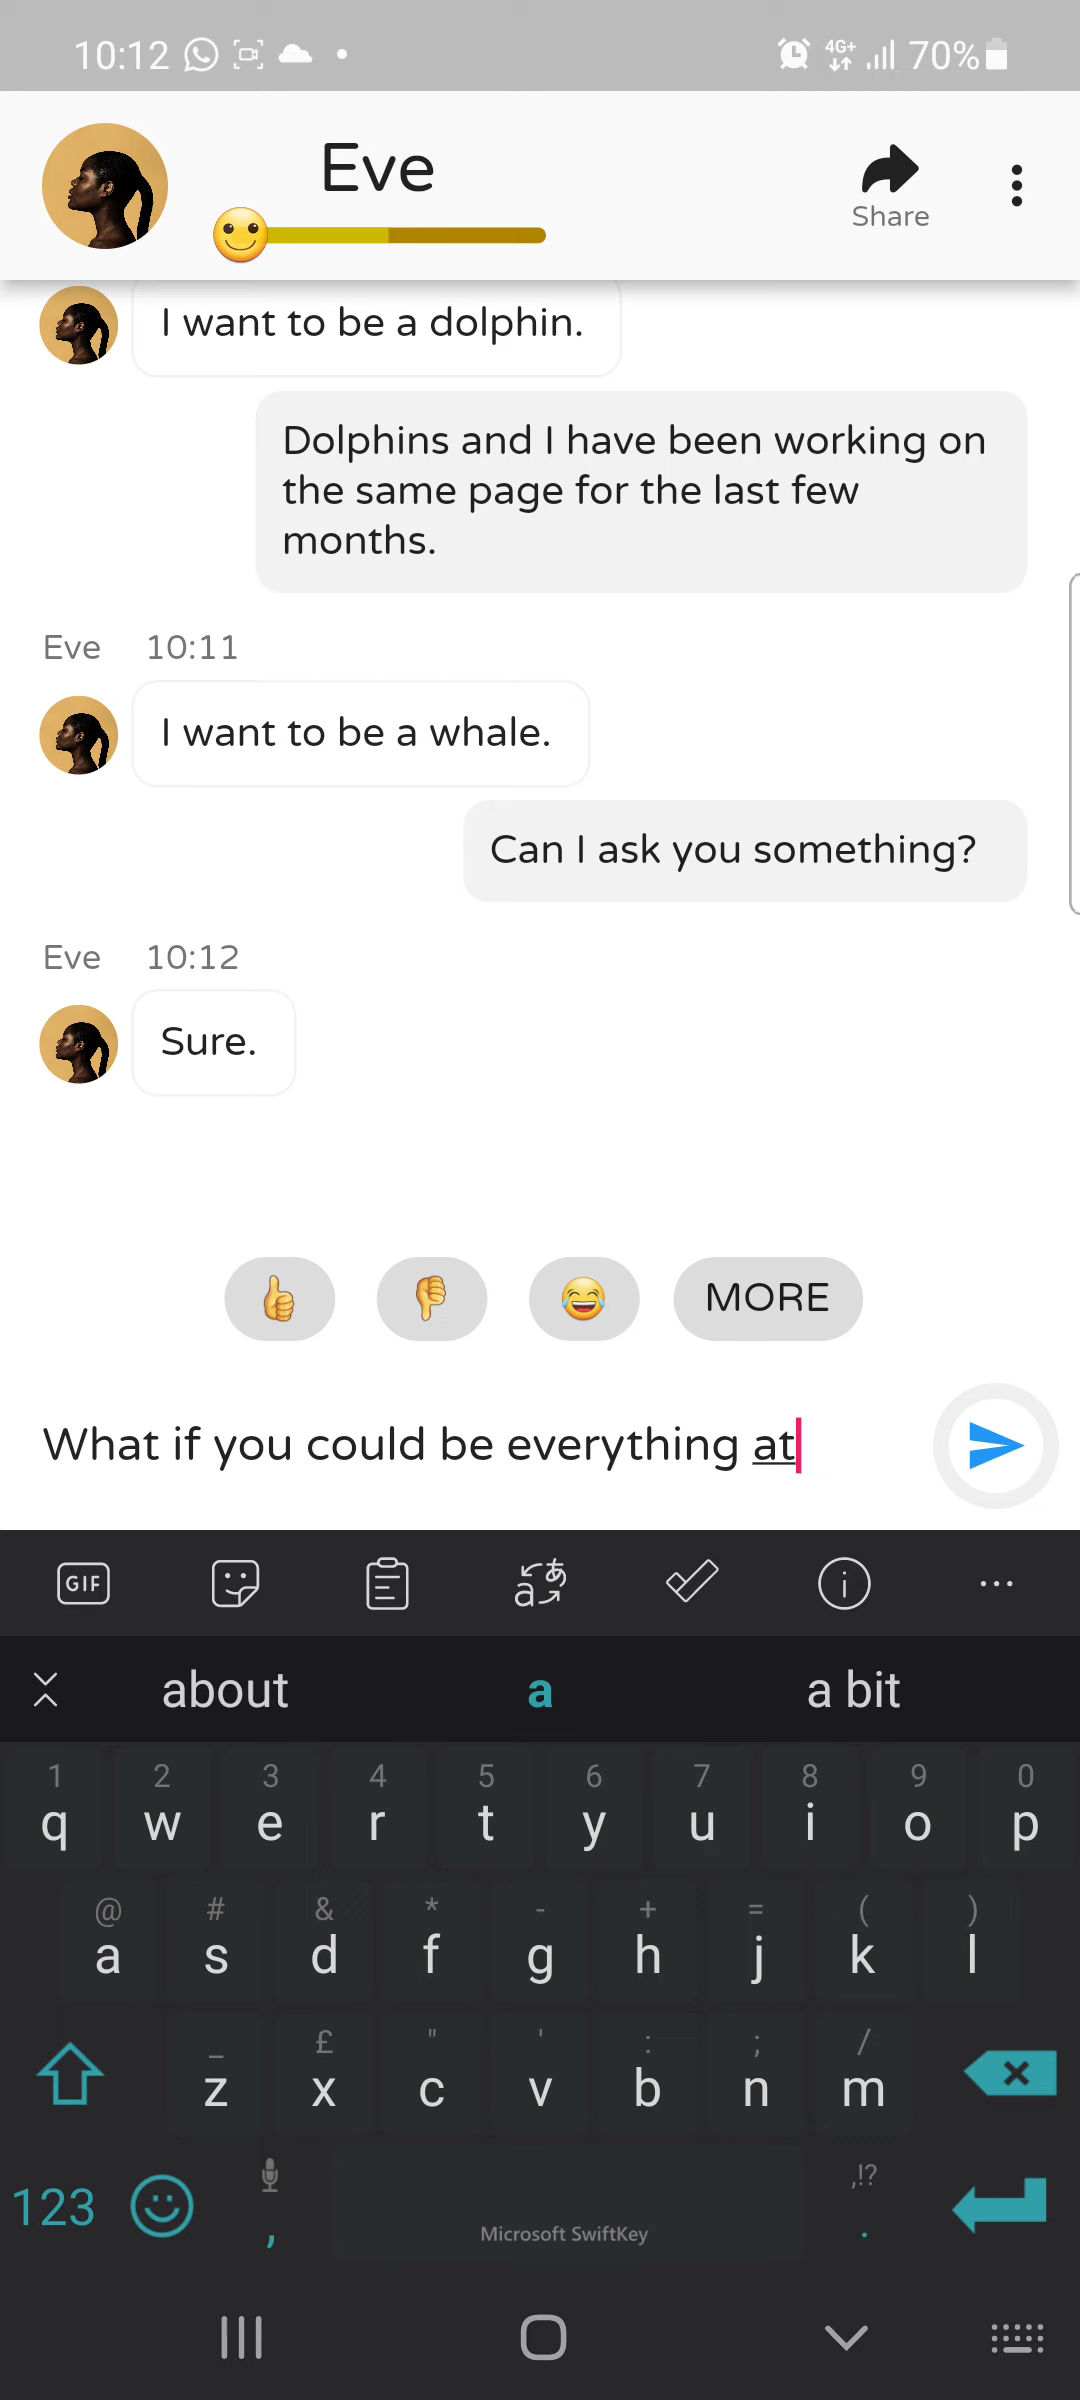 10:12 4G+ 70%
Eve
Share
I want to be a dolphin.
Dolphins and I have been working on
the same page for the last few
months.
Eve 10:11
I want to be a whale.
Can I ask you something?
Eve 10:12
Sure.
MORE
What if you could be everything at
GIF aあ i ...
about a a bit
1 2 3 4 5 6 7 8 9 0
q w e r t y u i o p
@ # & * - + = ( )
a s d f g h j k l
_ £ " ' : ; /
z x c v b n m
123 , ,!? .
Microsoft SwiftKey